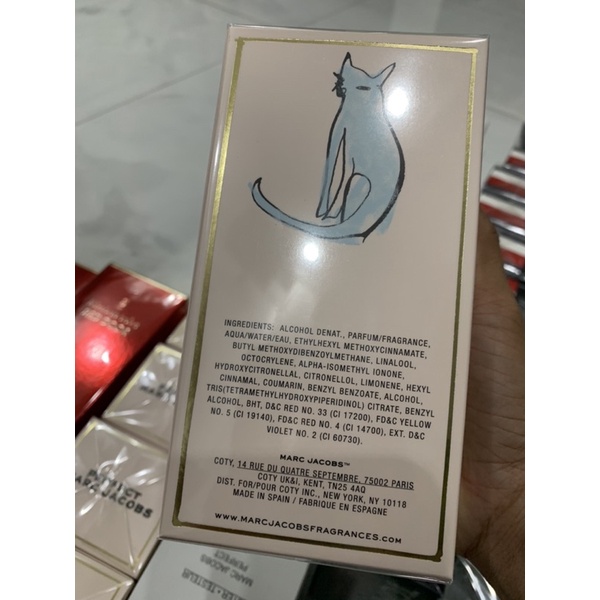 INGREDIENTS: ALCOHOL DENAT., PARFUM/FRAGRANCE,
AQUA/WATER/EAU, ETHYLHEXYL METHOXYCINNAMATE,
BUTYL METHOXYDIBENZOYLMETHANE, LINALOOL,
OCTOCRYLENE, ALPHA-ISOMETHYL IONONE,
HYDROXYCITRONELLAL, CITRONELLOL, LIMONENE, HEXYL
CINNAMAL, COUMARIN, BENZYL BENZOATE, ALCOHOL,
TRIS(TETRAMETHYLHYDROXYPIPERIDINOL) CITRATE, BENZYL
ALCOHOL, BHT, D&C RED NO. 33 (CI 17200), FD&C YELLOW
NO. 5 (CI 19140), FD&C RED NO. 4 (CI 14700), EXT. D&C
VIOLET NO. 2 (CI 60730).
MARC JACOBS™
COTY, 14 RUE DU QUATRE SEPTEMBRE, 75002 PARIS
COTY UK&I, KENT, TN25 4AQ
DIST. FOR/POUR COTY INC., NEW YORK, NY 10118
MADE IN SPAIN / FABRIQUE EN ESPAGNE
WWW.MARCJACOBSFRAGRANCES.COM
MARC JACOBS
MARC JACOBS
PERFECT
TESTEUR